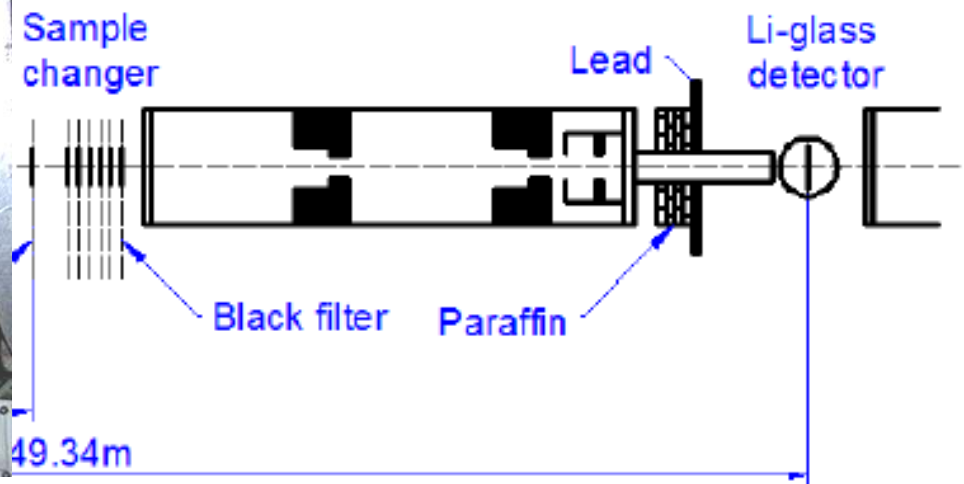 Sample
changer
Lead
Li-glass
detector
Black filter
Paraffin
49.34m